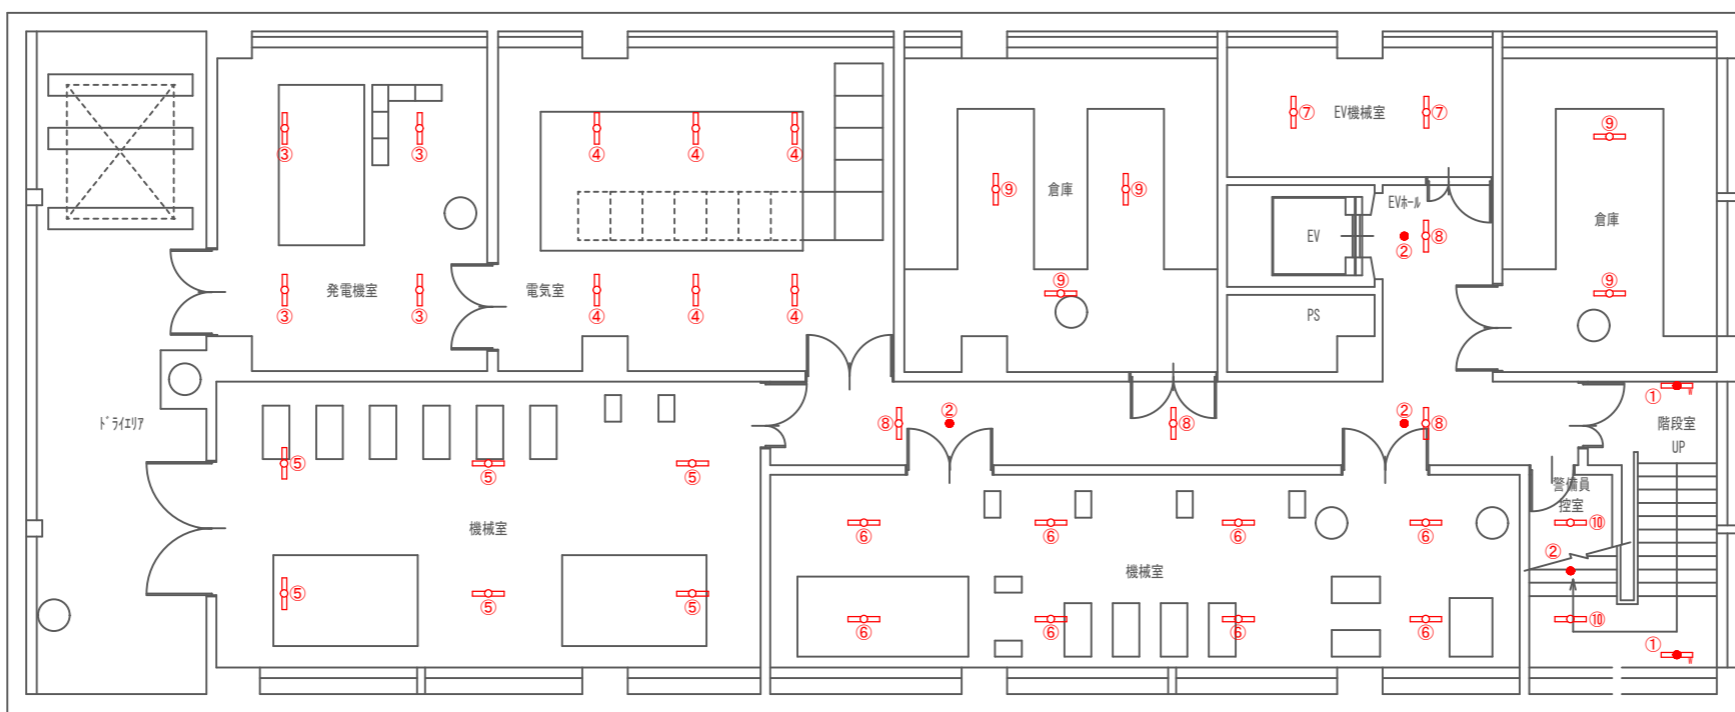 ⑦ EV機械室 ⑦
⑨
③ ③ ④ ④ ④
⑨ 倉庫 ⑨
EVﾎｰﾙ
倉庫
EV ② ⑧
発電機室 電気室
⑨ ⑨
③ ③ ④ ④ ④
PS
①
ﾄﾞﾗｲｴﾘｱ
⑧ ② ⑧ ② ⑧
階段室
UP
⑤ ⑤ ⑤
警備員
控室
機械室
⑥ ⑥ ⑥ ⑥ ⑩
②
機械室
⑤ ⑤ ⑤
⑥ ⑥ ⑥ ⑥ ⑩
①